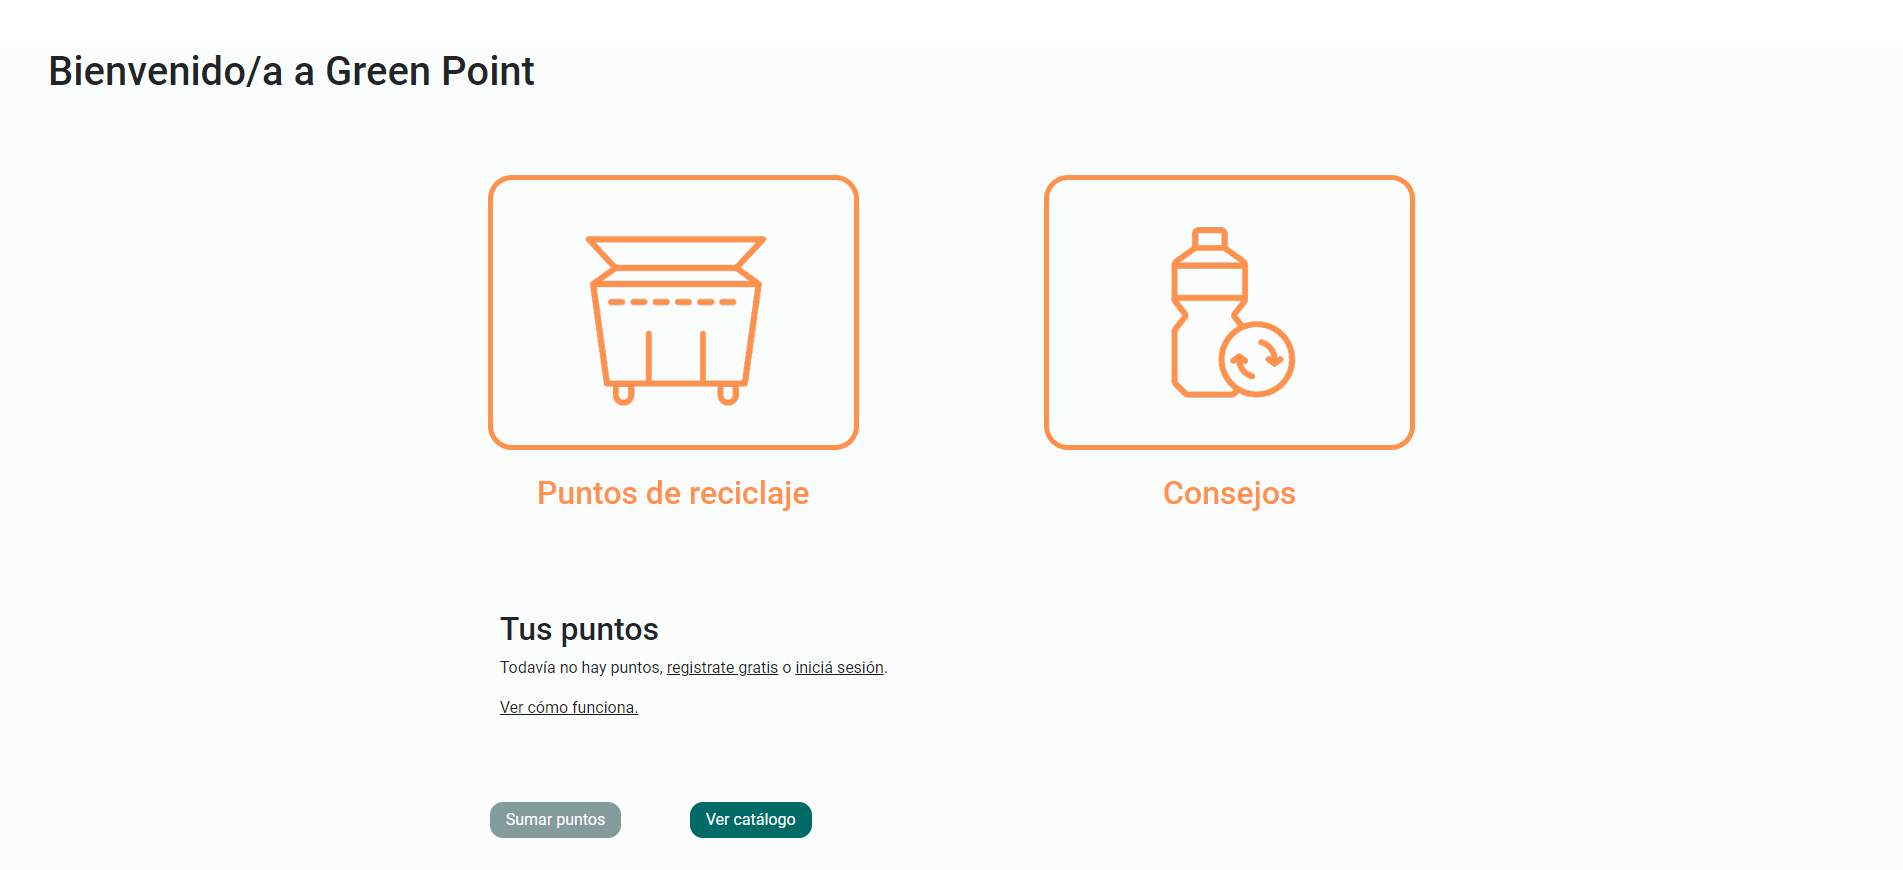 Bienvenido/a a Green Point
Puntos de reciclaje
Consejos
Tus puntos
Todavía no hay puntos, registrate gratis o iniciá sesión.
Ver cómo funciona.
Sumar puntos
Ver catálogo